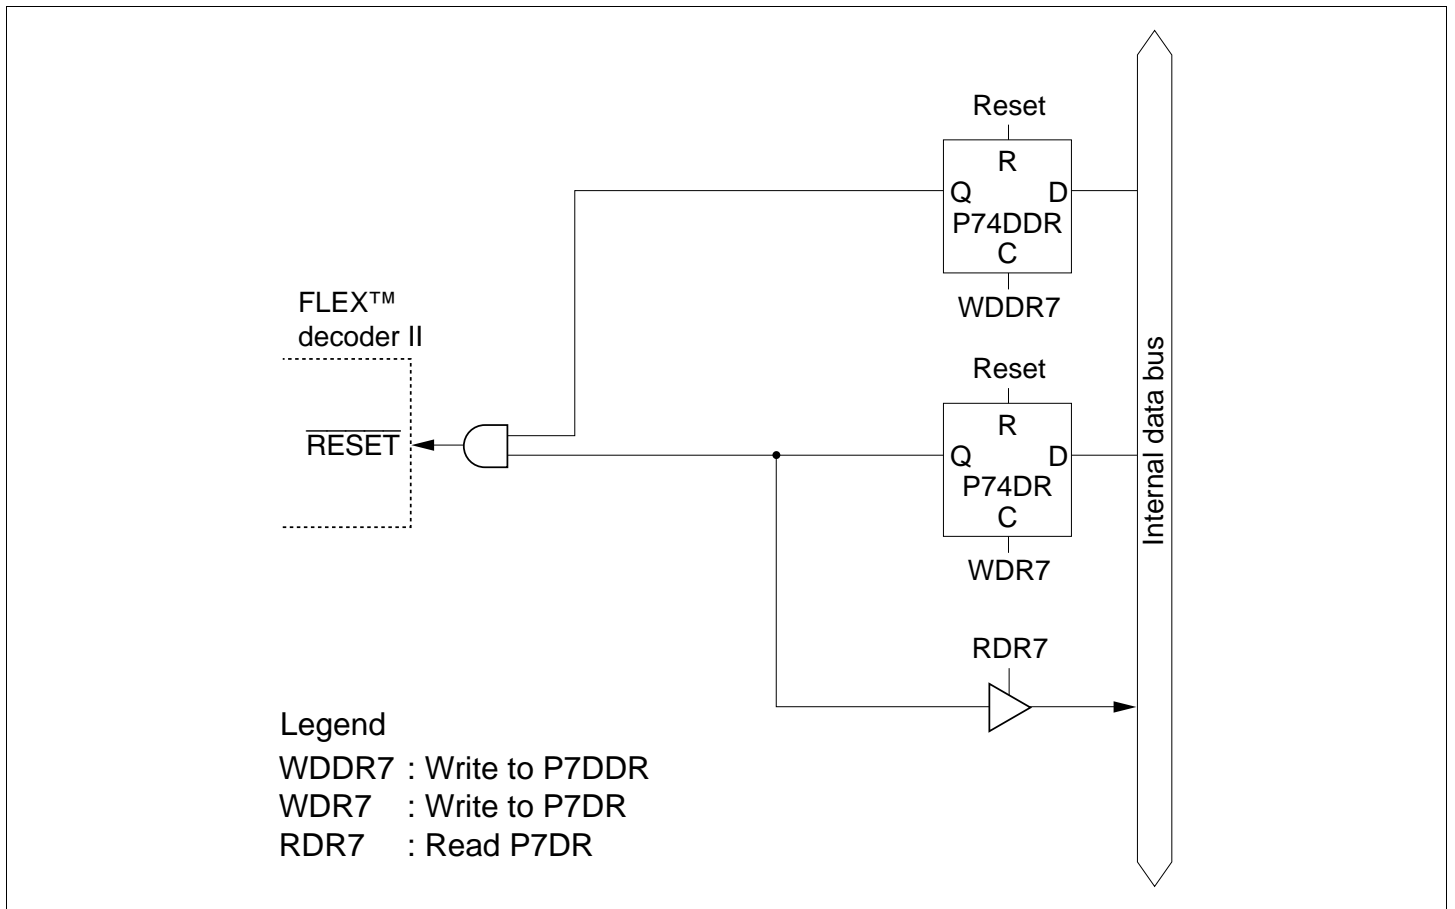 Reset
R
Q D
P74DDR
C
WDDR7
FLEX™
decoder II
RESET
Reset
R
Q D
P74DR
C
WDR7
Internal data bus
RDR7
Legend
WDDR7 : Write to P7DDR
WDR7 : Write to P7DR
RDR7 : Read P7DR